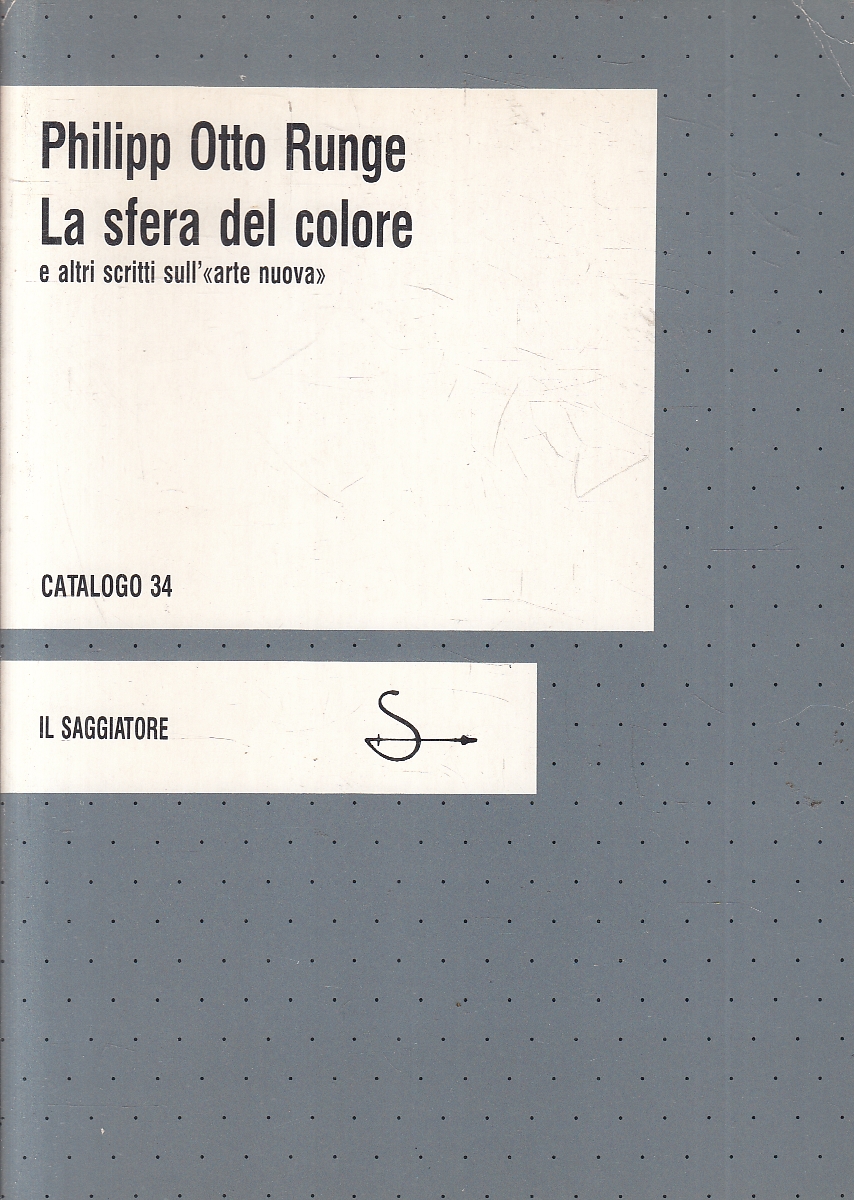 Philipp Otto Runge
La sfera del colore
e altri scritti sull'«arte nuova»
CATALOGO 34
IL SAGGIATORE